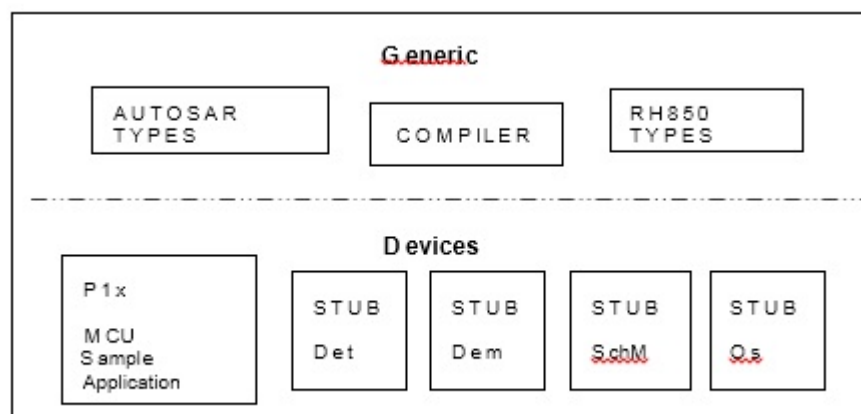 Generic
AUTOSAR
TYPES
COMPILER
RH850
TYPES
Devices
P1x
MCU
Sample
Application
STUB
Det
STUB
Dem
STUB
SchM
STUB
Os